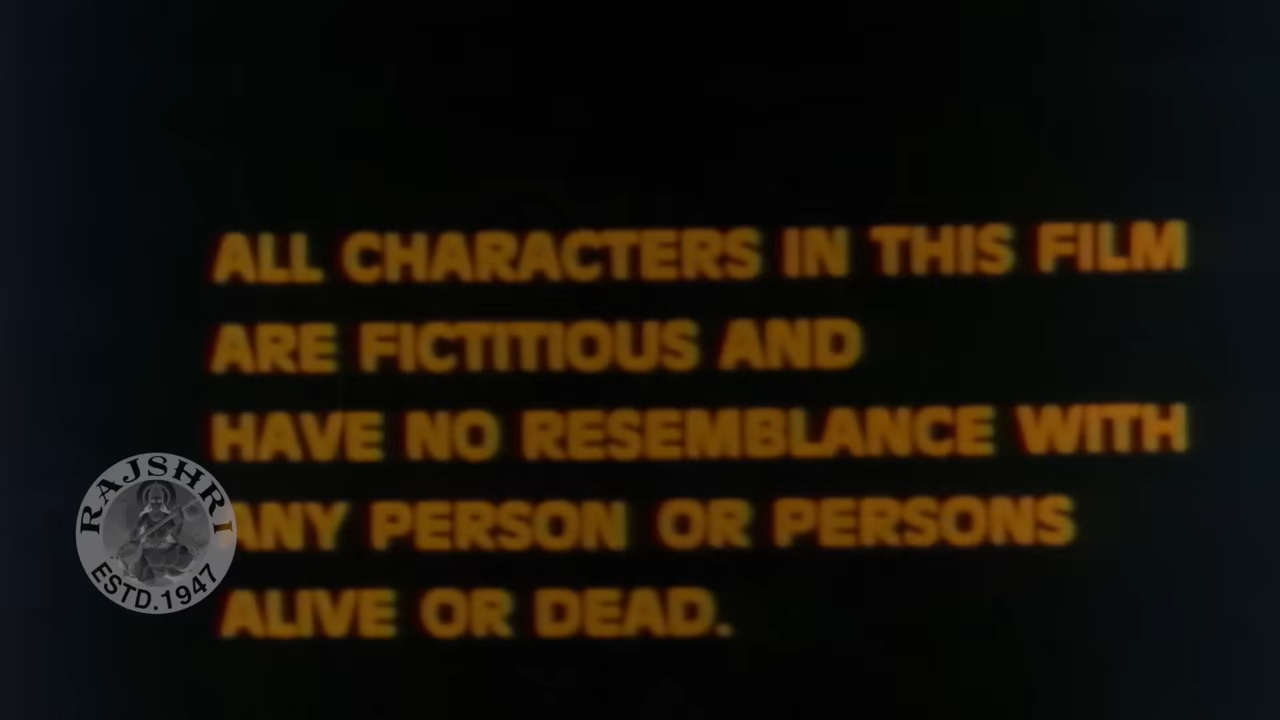 ALL CHARACTERS IN THIS FILM
ARE FICTITIOUS AND
HAVE NO RESEMBLANCE WITH
ANY PERSON OR PERSONS
ALIVE OR DEAD.
RAJSHRI
ESTD.1947